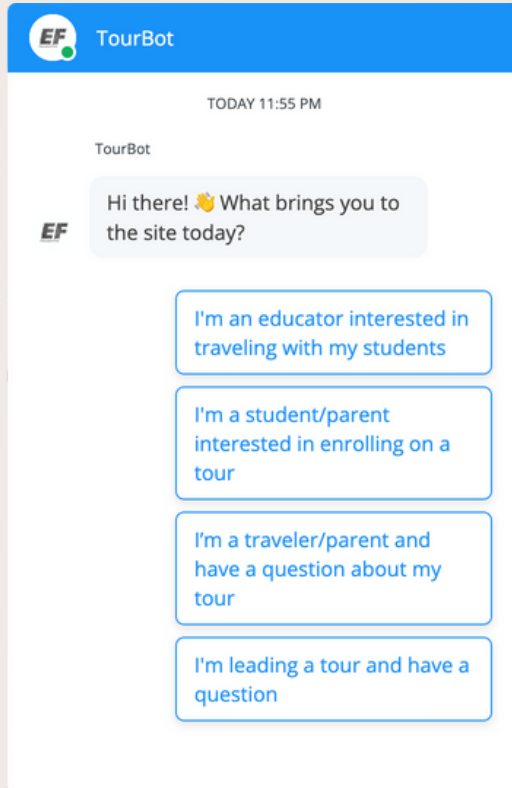 EF
TourBot
TODAY 11:55 PM
TourBot
Hi there! 👋 What brings you to
the site today?
EF
I'm an educator interested in
traveling with my students
I'm a student/parent
interested in enrolling on a
tour
I’m a traveler/parent and
have a question about my
tour
I'm leading a tour and have a
question